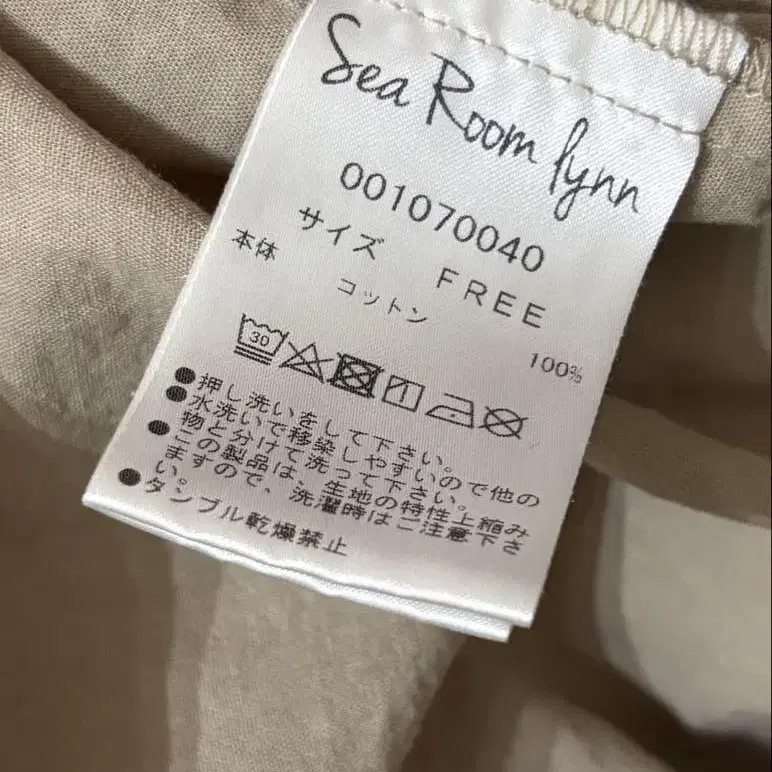 Sea Room lynn
001070040
サイズ FREE
本体 コットン 100%
30
●押し洗いをして下さい。
●水洗いで移染しやすいので他の
物と分けて洗って下さい。
●この製品は、生地の特性上縮み
ますので、洗濯時はご注意下さ
い。
●タンブル乾燥禁止